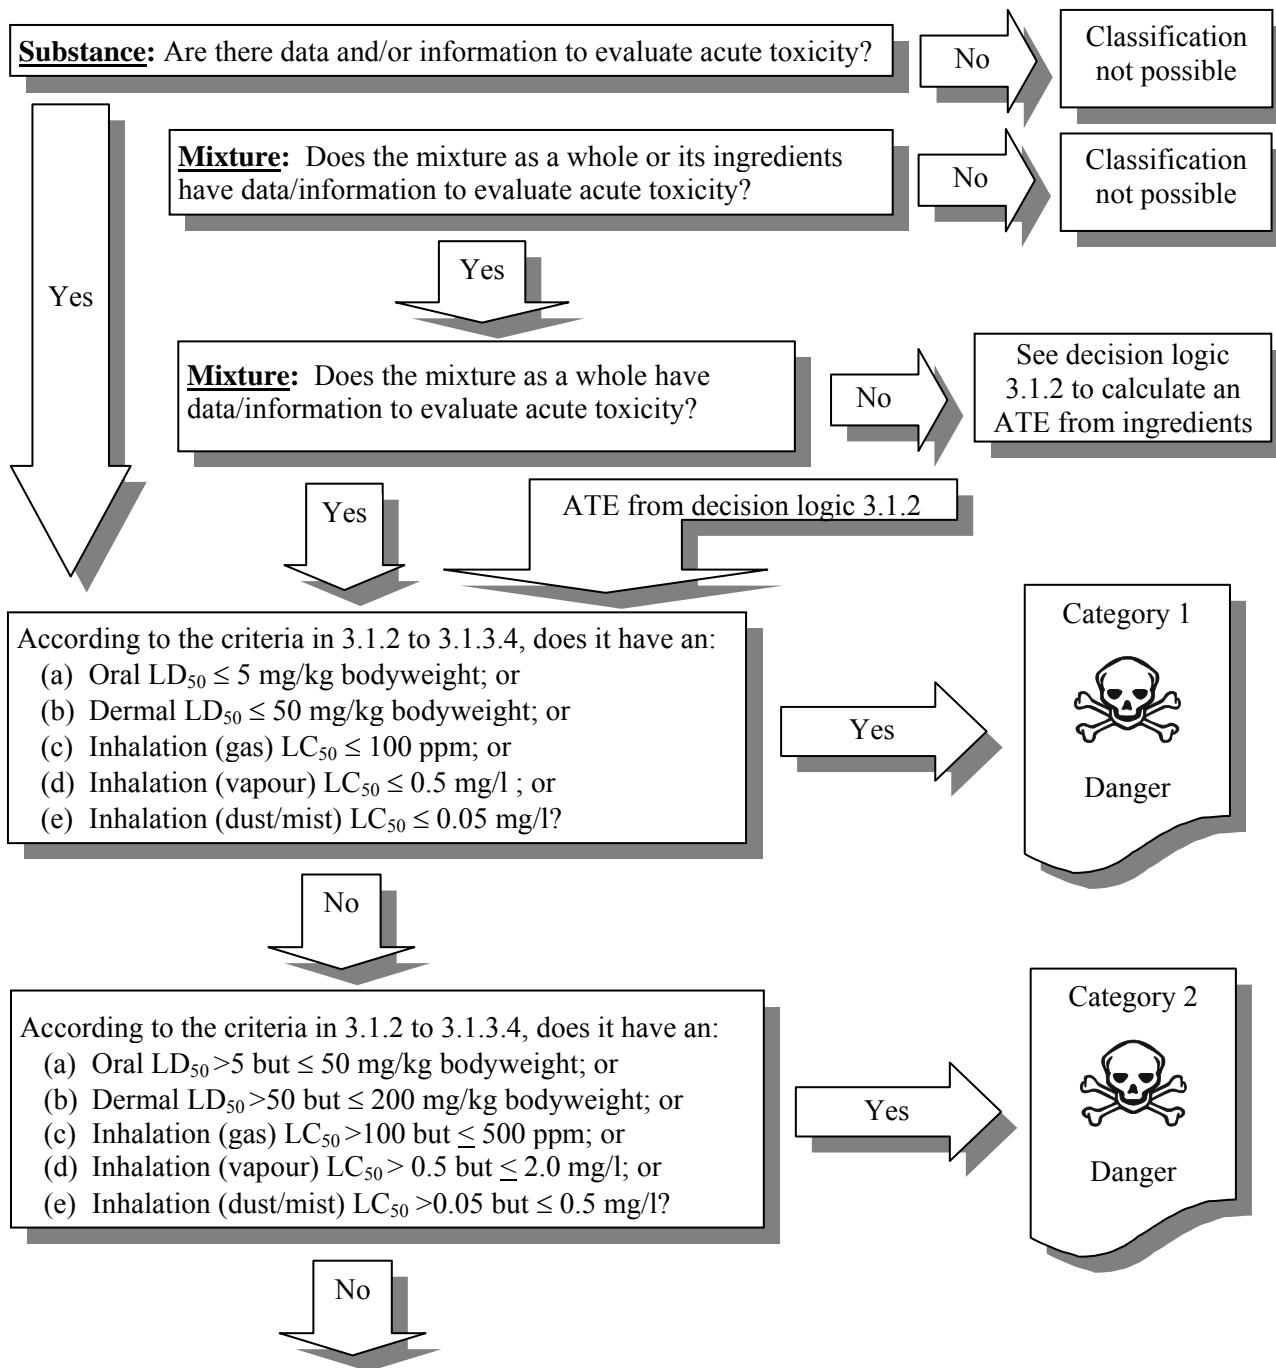 Substance: Are there data and/or information to evaluate acute toxicity?
No
Classification
not possible
Mixture: Does the mixture as a whole or its ingredients
have data/information to evaluate acute toxicity?
No
Classification
not possible
Yes
Yes
Mixture: Does the mixture as a whole have
data/information to evaluate acute toxicity?
No
See decision logic
3.1.2 to calculate an
ATE from ingredients
Yes
ATE from decision logic 3.1.2
According to the criteria in 3.1.2 to 3.1.3.4, does it have an:
(a) Oral LD50 ≤ 5 mg/kg bodyweight; or
(b) Dermal LD50 ≤ 50 mg/kg bodyweight; or
(c) Inhalation (gas) LC50 ≤ 100 ppm; or
(d) Inhalation (vapour) LC50 ≤ 0.5 mg/l ; or
(e) Inhalation (dust/mist) LC50 ≤ 0.05 mg/l?
Yes
Category 1
Danger
No
According to the criteria in 3.1.2 to 3.1.3.4, does it have an:
(a) Oral LD50 >5 but ≤ 50 mg/kg bodyweight; or
(b) Dermal LD50 >50 but ≤ 200 mg/kg bodyweight; or
(c) Inhalation (gas) LC50 >100 but ≤ 500 ppm; or
(d) Inhalation (vapour) LC50 > 0.5 but ≤ 2.0 mg/l; or
(e) Inhalation (dust/mist) LC50 >0.05 but ≤ 0.5 mg/l?
Yes
Category 2
Danger
No